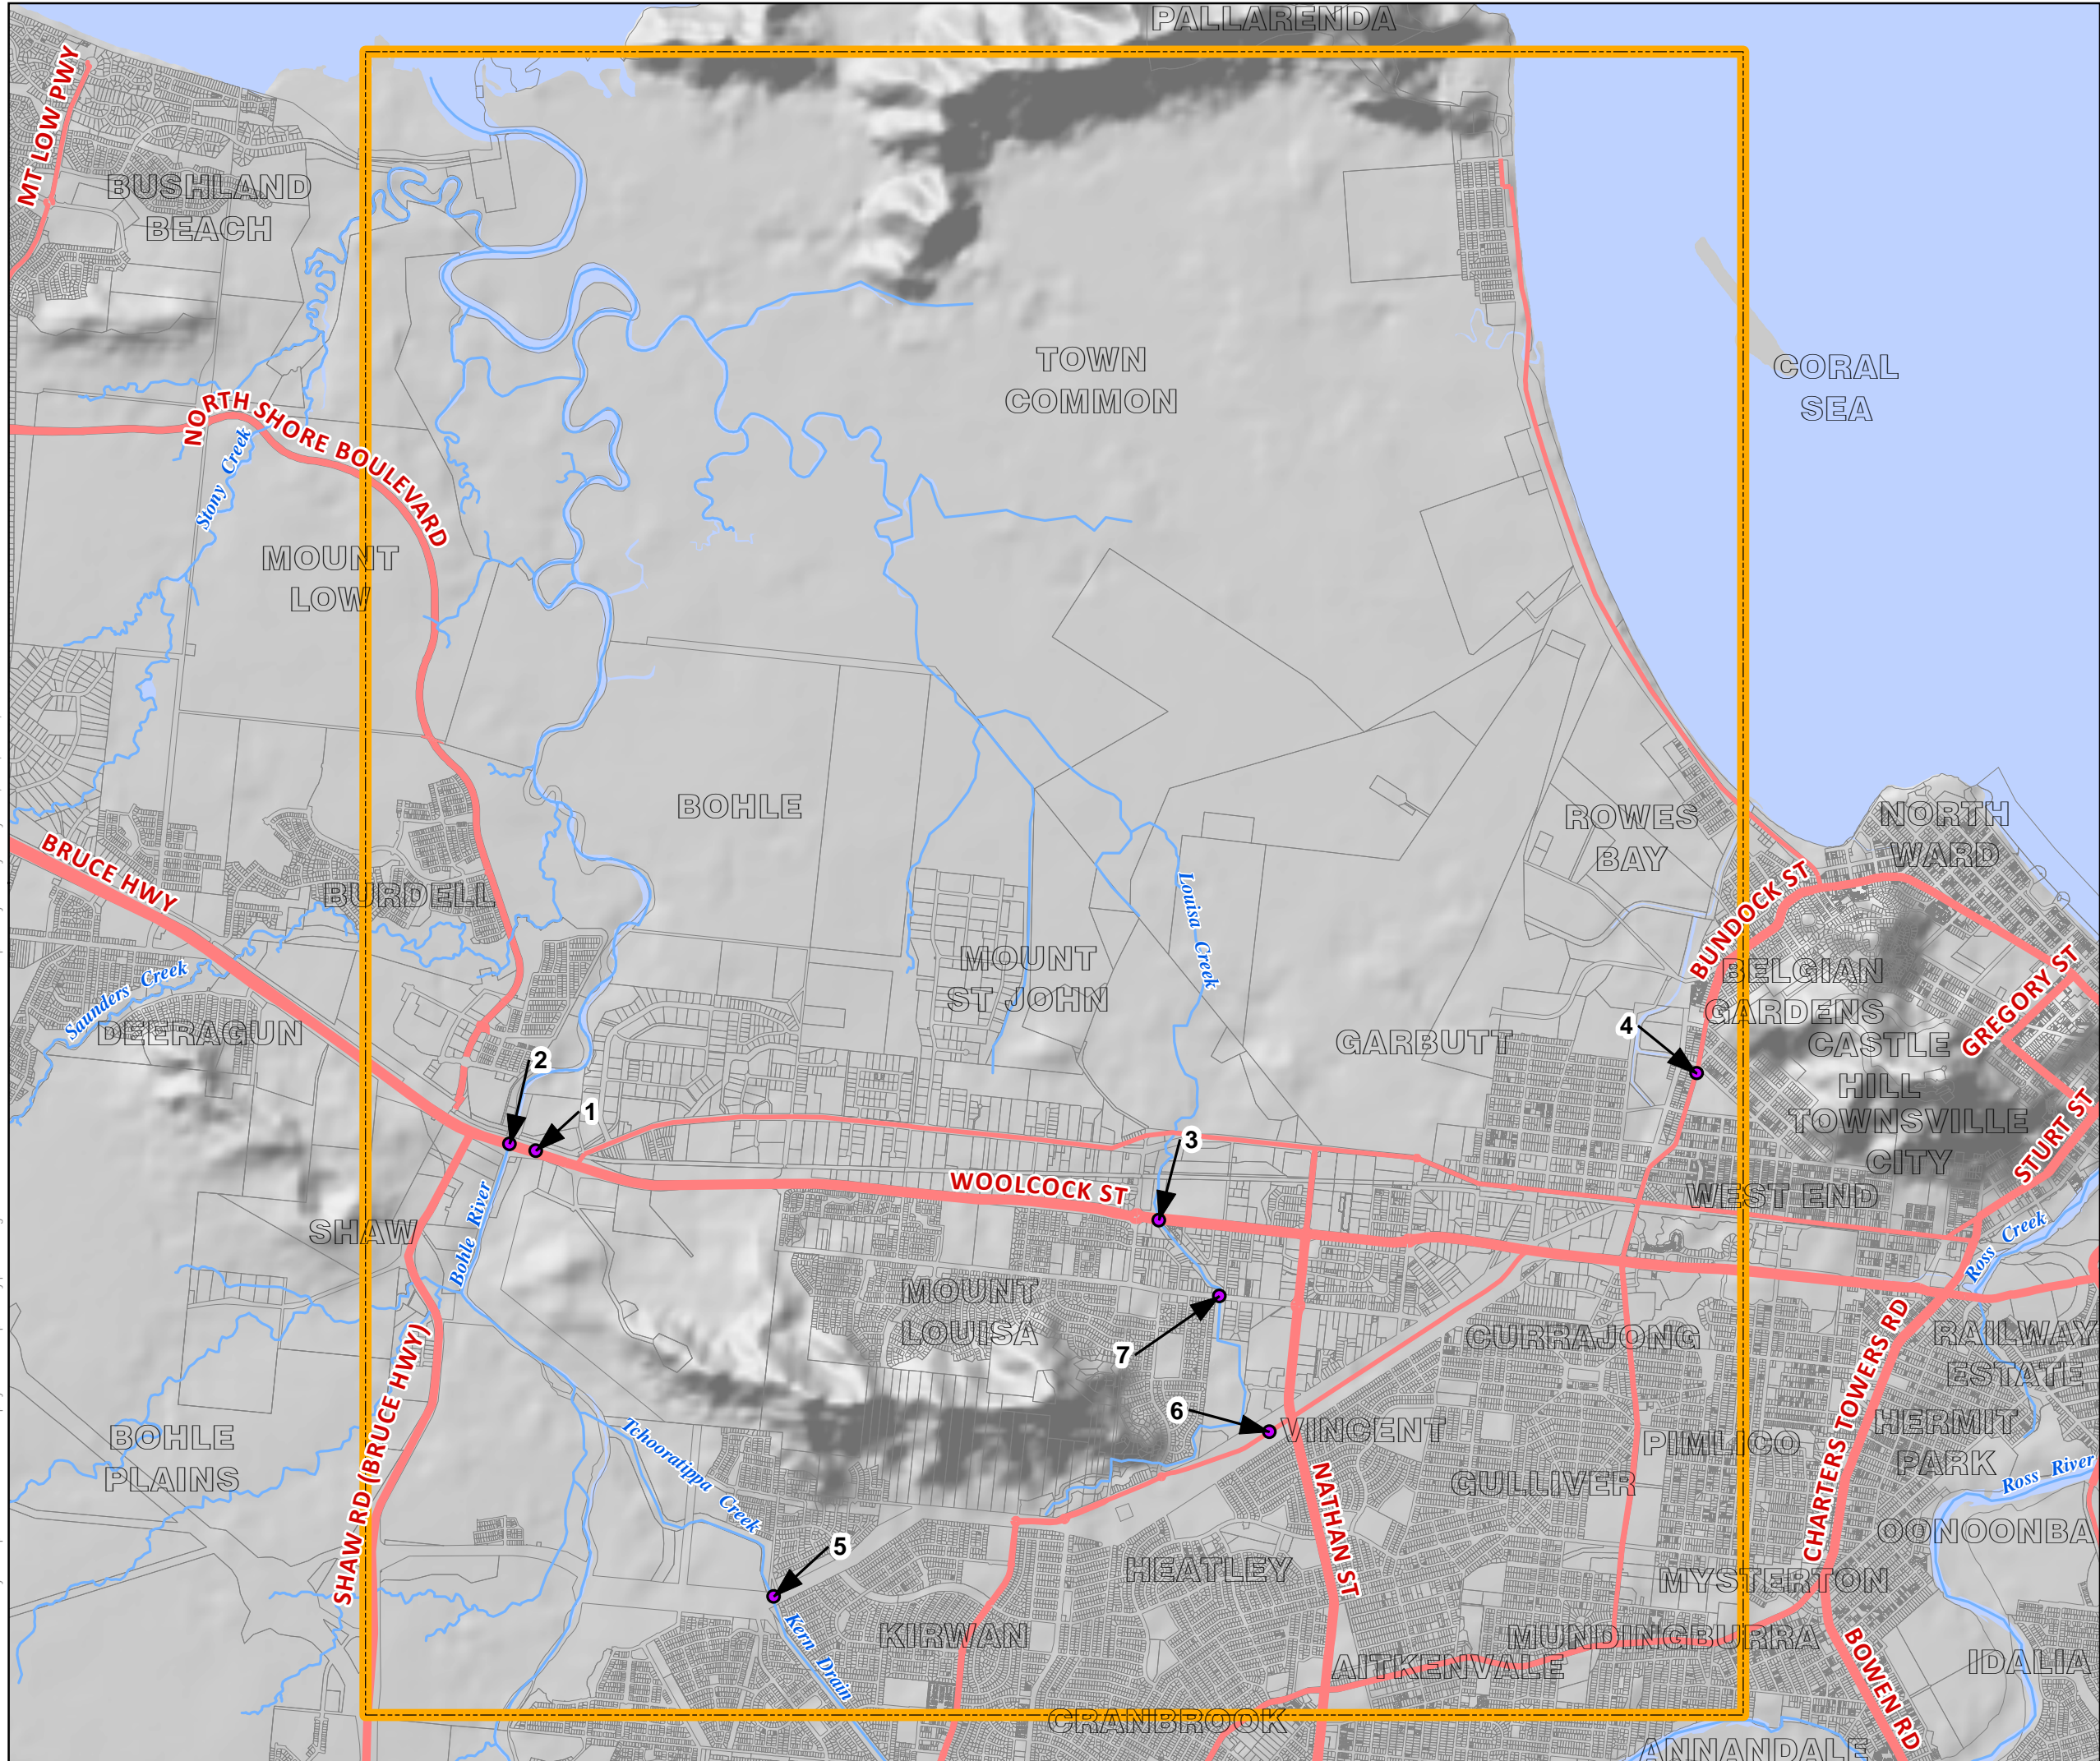 PALLARENDA
MT LOW PWY
BUSHLAND
BEACH
TOWN
COMMON
CORAL
SEA
NORTH SHORE BOULEVARD
Stony Creek
MOUNT
LOW
BOHLE
ROWES
BAY
NORTH
WARD
BRUCE HWY
BURDELL
Louisa Creek
BUNDOCK ST
MOUNT
ST JOHN
BELGIAN
GARDENS
GREGORY ST
Saunders Creek
DEERAGUN
GARBUTT
4
CASTLE
HILL
2
1
TOWNSVILLE
CITY
STURT ST
3
WOOLCOCK ST
WEST END
SHAW
Bohle River
Ross Creek
MOUNT
LOUISA
7
CURRAJONG
RAILWAY
ESTATE
SHAW RD (BRUCE HWY)
CHARTERS TOWERS RD
6
VINCENT
HERMIT
PARK
BOHLE
PLAINS
PIMLICO
Tchooratippa Creek
GULLIVER
NATHAN ST
Ross River
OONOONBA
5
HEATLEY
MYSTERTON
Kern Drain
KIRWAN
MUNDINGBURRA
AITKENVALE
BOWEN RD
IDALIA
CRANBROOK
ANNANDALE